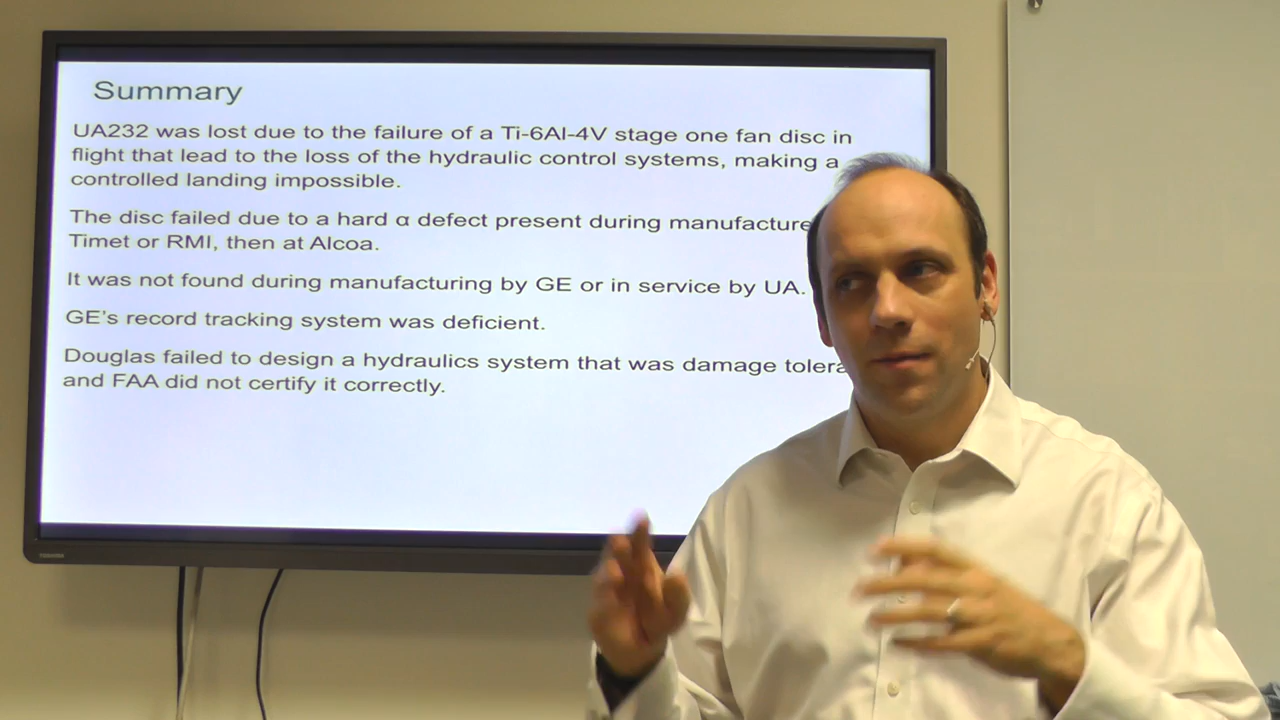 Summary
UA232 was lost due to the failure of a Ti-6Al-4V stage one fan disc in
flight that lead to the loss of the hydraulic control systems, making a
controlled landing impossible.
The disc failed due to a hard α defect present during manufacture
Timet or RMI, then at Alcoa.
It was not found during manufacturing by GE or in service by UA.
GE's record tracking system was deficient.
Douglas failed to design a hydraulics system that was damage
and FAA did not certify it correctly.
TOSHIBA